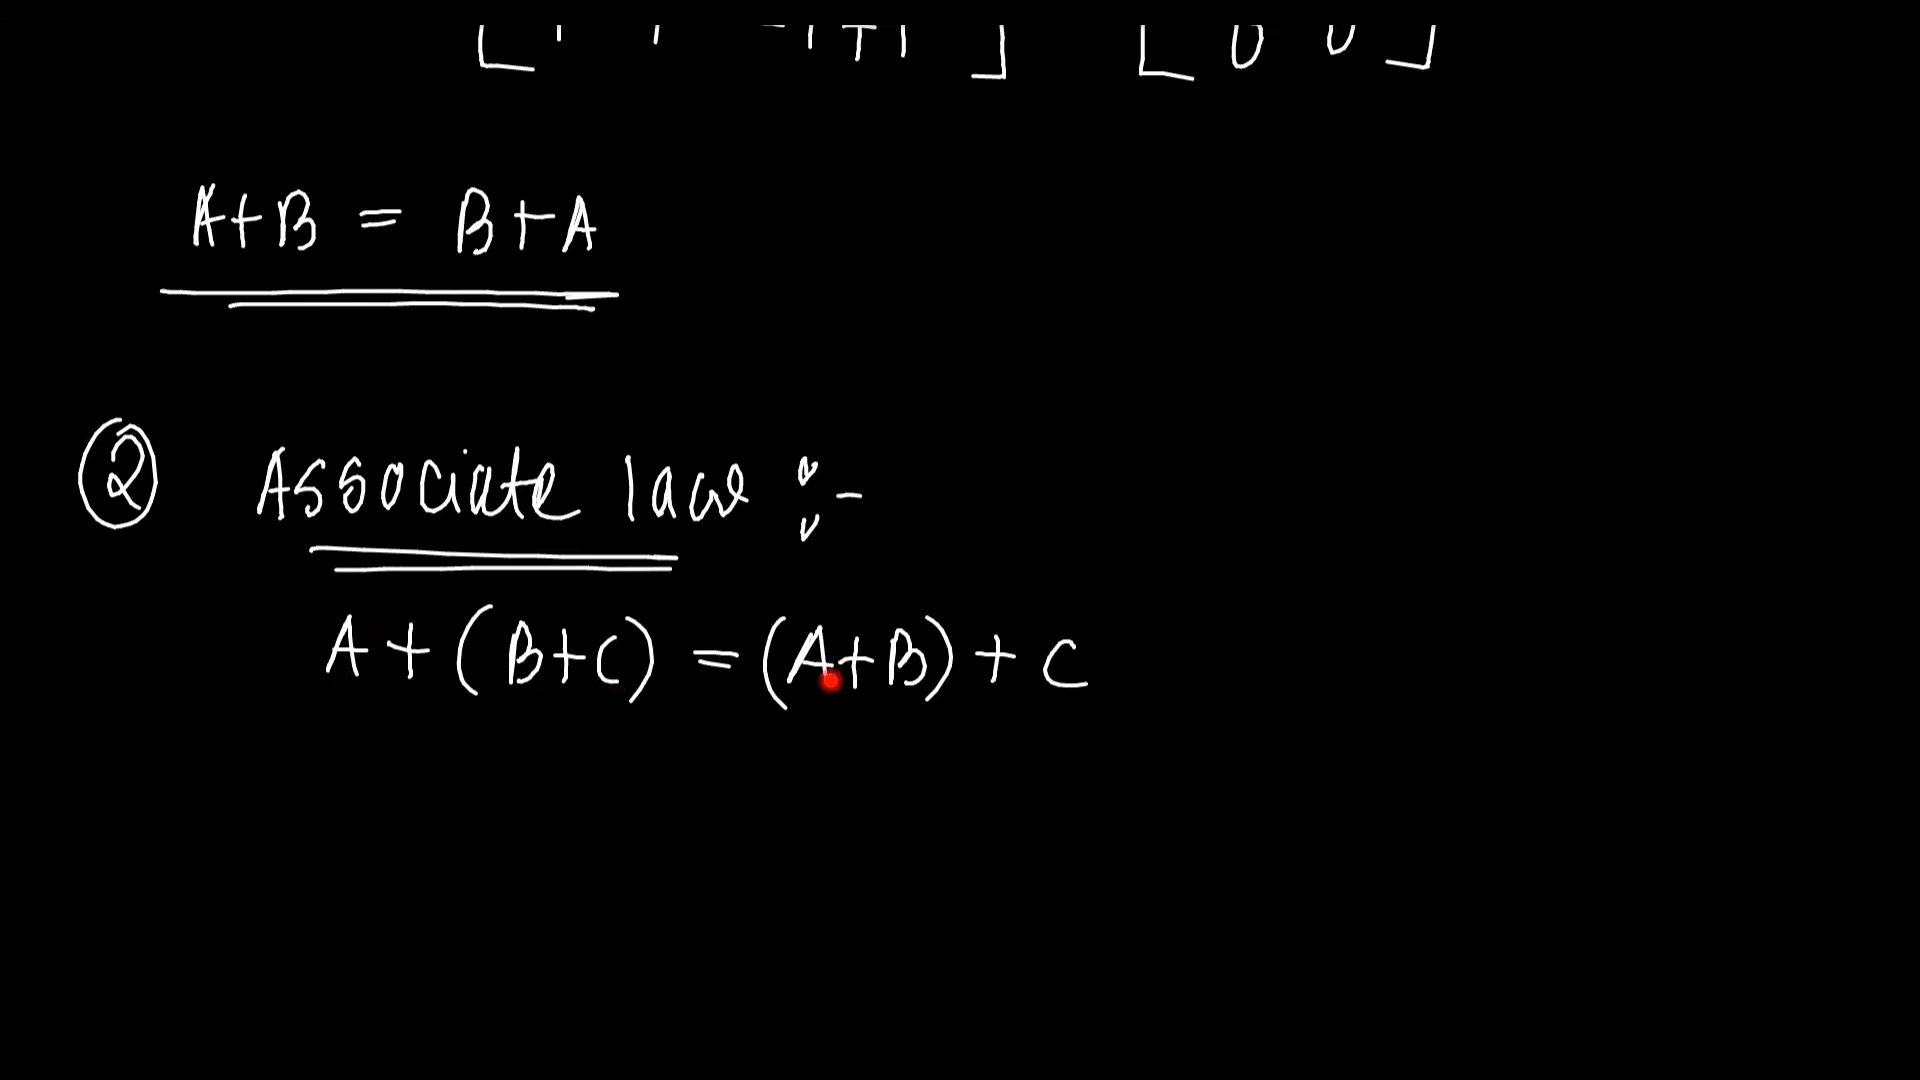 A+B = B+A
② Associate law :-
A + (B+C) = (A+B) + C